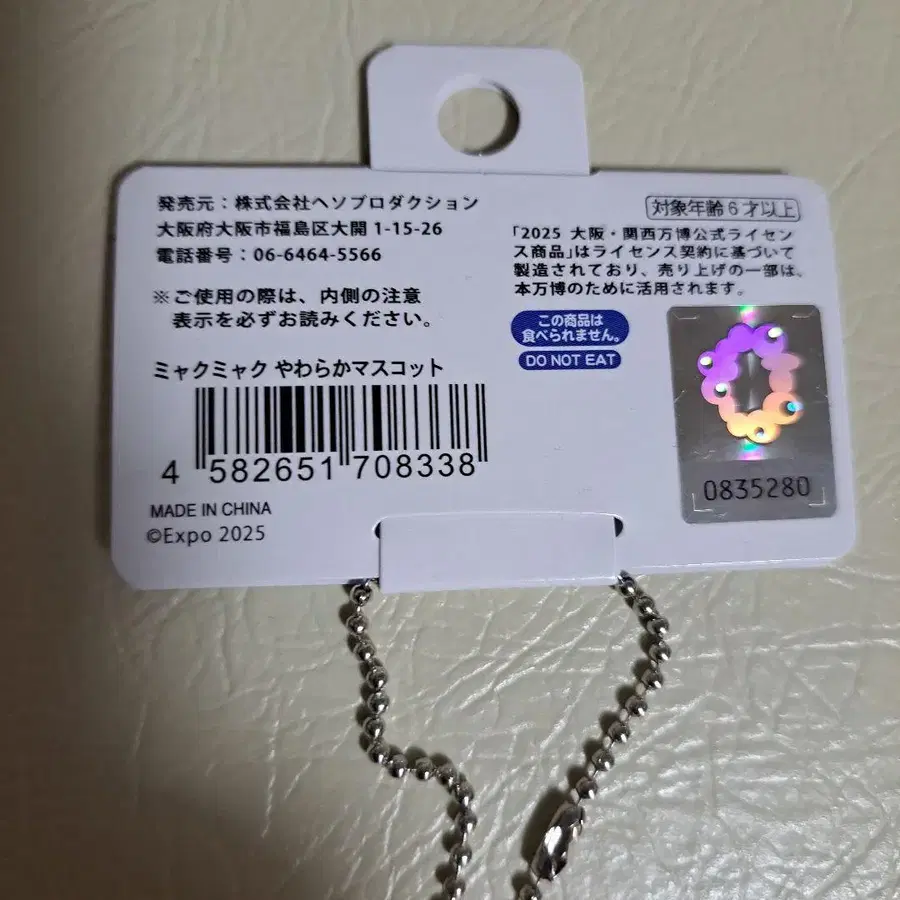 発売元：株式会社ヘソプロダクション
大阪府大阪市福島区大開 1-15-26
電話番号：06-6464-5566
※ご使用の際は、内側の注意
表示を必ずお読みください。
ミャクミャク やわらかマスコット
4 582651 708338
MADE IN CHINA
©Expo 2025
対象年齢6才以上
「2025 大阪・関西万博公式ライセン
ス商品」はライセンス契約に基づいて
製造されており、売り上げの一部は、
本万博のために活用されます。
この商品は
食べられません。
DO NOT EAT
0835280